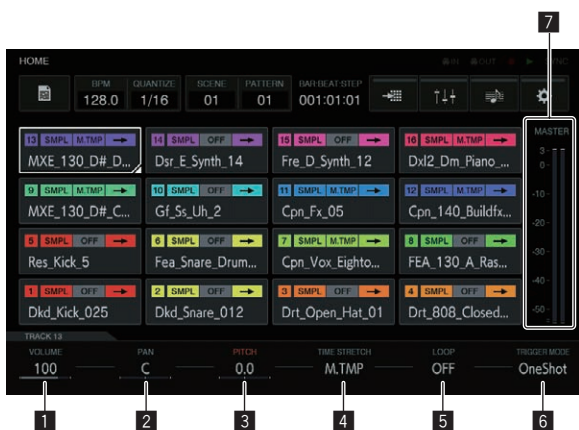 7
HOME IN OUT SYNC
BPM QUANTIZE SCENE PATTERN BAR:BEAT:STEP
128.0 1/16 01 01 001:01:01
MASTER
13 SMPL M.TMP 14 SMPL OFF 15 SMPL OFF 16 SMPL M.TMP
MXE_130_D#_D... Dsr_E_Synth_14 Fre_D_Synth_12 Dxl2_Dm_Piano_...
9 SMPL M.TMP 10 SMPL OFF 11 SMPL M.TMP 12 SMPL M.TMP
MXE_130_D#_C... Gf_Ss_Uh_2 Cpn_Fx_05 Cpn_140_Buildfx...
5 SMPL OFF 6 SMPL OFF 7 SMPL M.TMP 8 SMPL OFF
Res_Kick_5 Fea_Snare_Drum... Cpn_Vox_Eighto... FEA_130_A_Ras...
1 SMPL OFF 2 SMPL OFF 3 SMPL OFF 4 SMPL OFF
Dkd_Kick_025 Dkd_Snare_012 Drt_Open_Hat_01 Drt_808_Closed...
3
0
-10
-20
-30
-40
-50
TRACK 13
VOLUME PAN PITCH TIME STRETCH LOOP TRIGGER MODE
100 C 0.0 M.TMP OFF OneShot
1 2 3 4 5 6